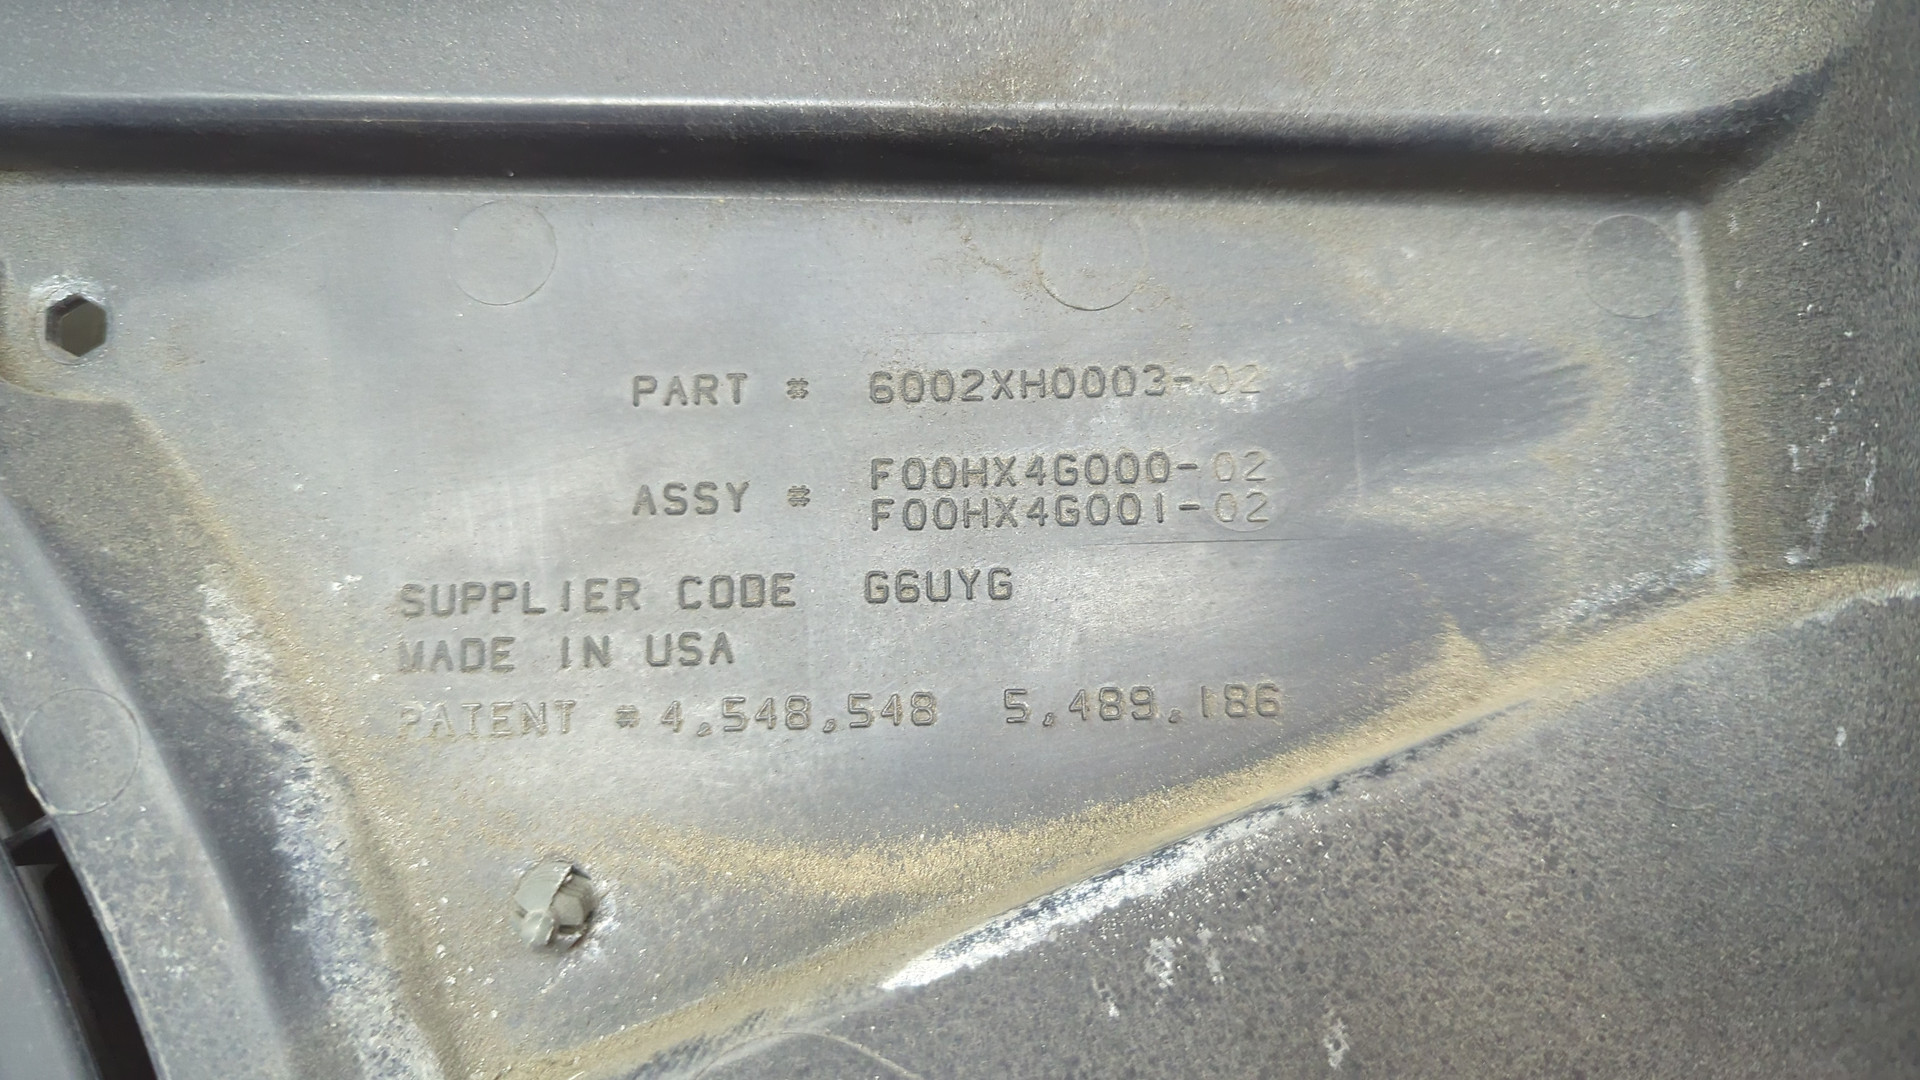 PART # 6002XH0003-02
ASSY # F00HX4G000-02
F00HX4G001-02
SUPPLIER CODE G6UYG
MADE IN USA
PATENT # 4,548,548 5,489,186